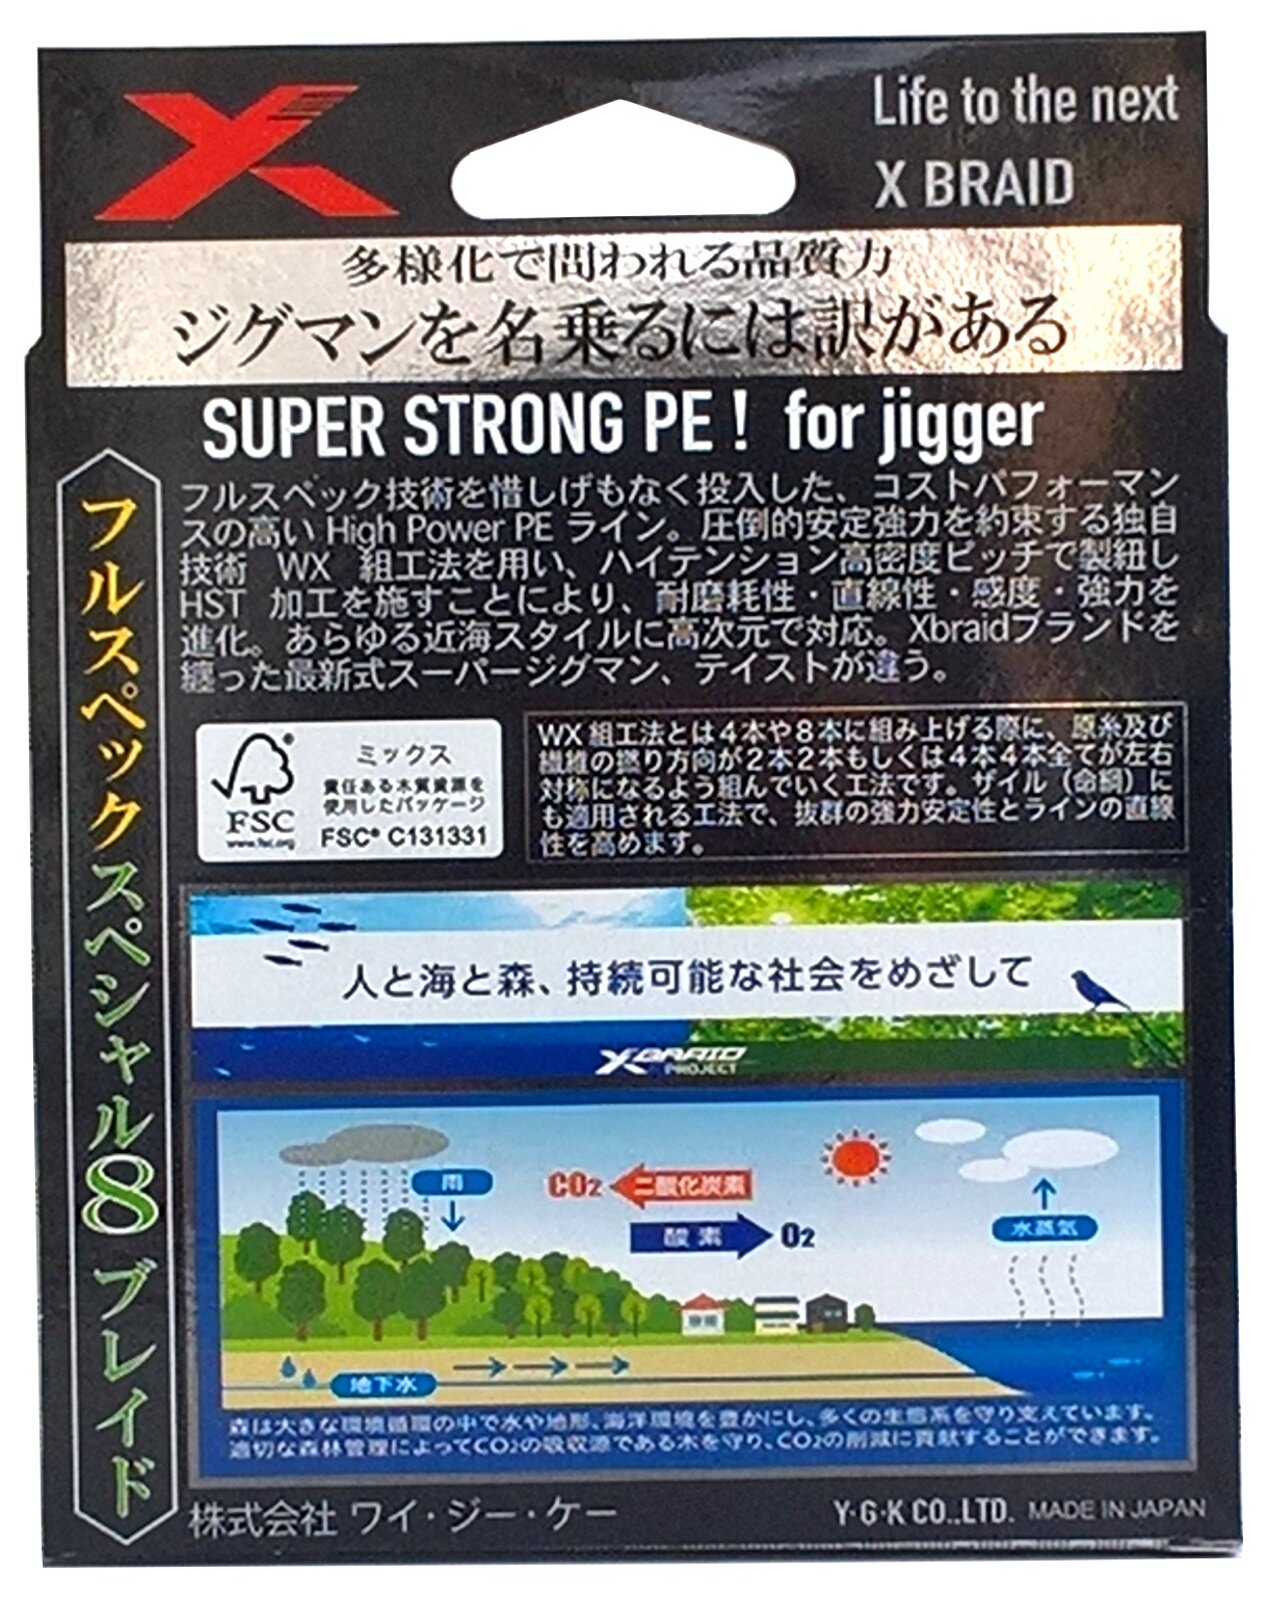 Life to the next
X BRAID
多様化で問われる品質力
ジグマンを名乗るには訳がある
SUPER STRONG PE! for jigger
フルスペックスペシャル8ブレイド
フルスペック技術を惜しげもなく投入した、コストパフォーマン
スの高い High Power PE ライン。圧倒的安定強力を約束する独自
技術 WX 組工法を用い、ハイテンション高密度ピッチで製紐し
HST 加工を施すことにより、耐磨耗性・直線性・感度・強力を
進化。あらゆる近海スタイルに高次元で対応。Xbraidブランドを
纏った最新式スーパージグマン、テイストが違う。
FSC
www.fsc.org
ミックス
責任ある木質資源を
使用したパッケージ
FSC® C131331
WX 組工法とは4本や8本に組み上げる際に、原糸及び
繊維の撚り方向が2本2本もしくは4本4本全てが左右
対称になるよう組んでいく工法です。ザイル（命綱）に
も適用される工法で、抜群の強力安定性とラインの直線
性を高めます。
人と海と森、持続可能な社会をめざして
XBRAID
PROJECT
雨
CO2
二酸化炭素
酸素
O2
水蒸気
地下水
森は大きな環境循環の中で水や地形、海洋環境を豊かにし、多くの生態系を守り支えています。
適切な森林管理によってCO2の吸収源である木を守り、CO2の削減に貢献することができます。
株式会社 ワイ・ジー・ケー
Y・G・K CO.,LTD. MADE IN JAPAN